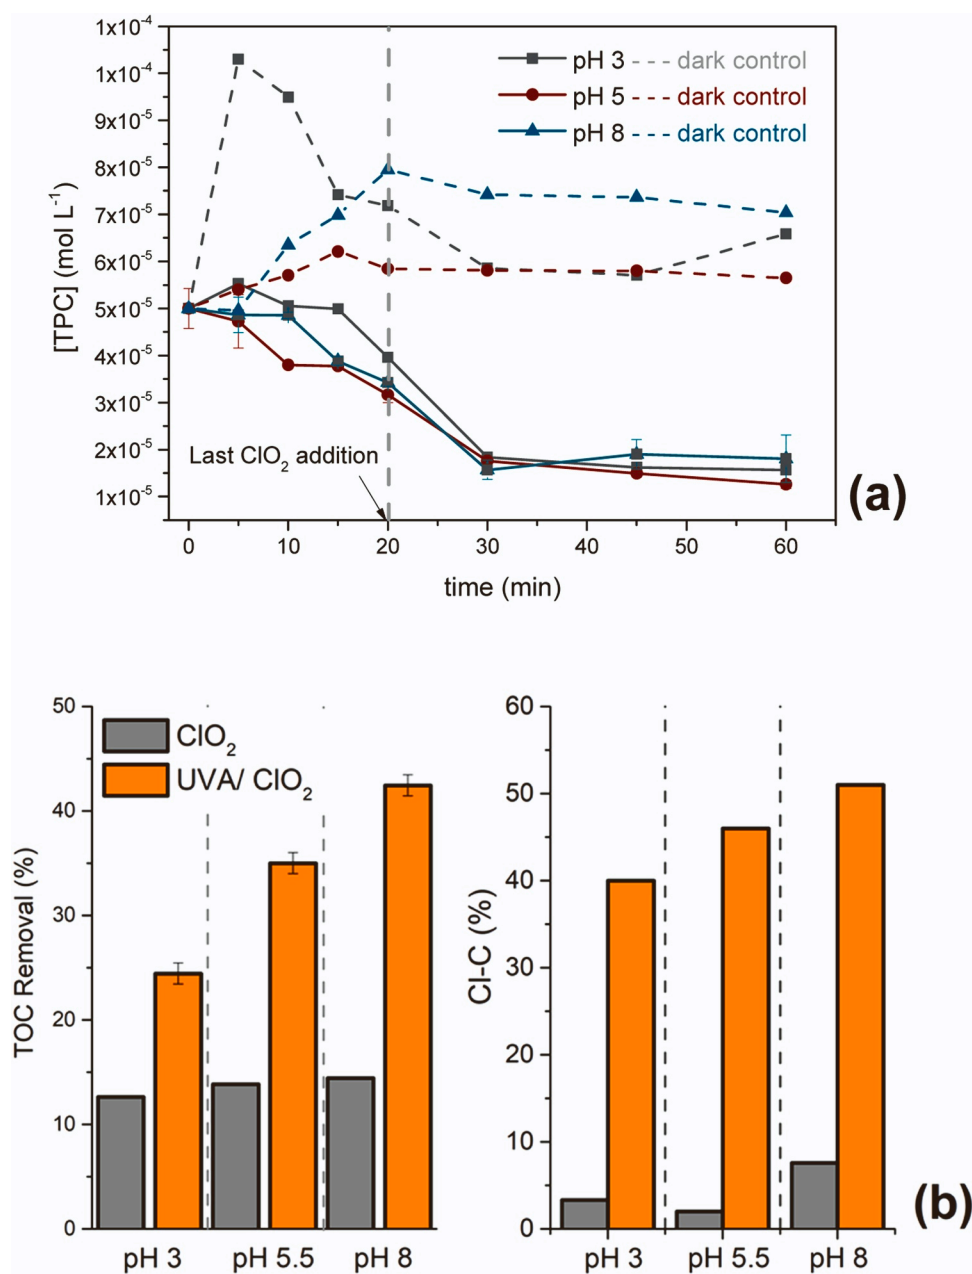 1x10⁻⁴
1x10⁻⁴
9x10⁻⁵
8x10⁻⁵
7x10⁻⁵
6x10⁻⁵
5x10⁻⁵
4x10⁻⁵
3x10⁻⁵
2x10⁻⁵
1x10⁻⁵
[TPC] (mol L⁻¹)
pH 3 - - - dark control
pH 5 - - - dark control
pH 8 - - - dark control
Last ClO₂ addition
(a)
0 10 20 30 40 50 60
time (min)
50
40
30
20
10
0
TOC Removal (%)
ClO₂
UVA/ ClO₂
pH 3 pH 5.5 pH 8
60
50
40
30
20
10
0
Cl-C (%)
pH 3 pH 5.5 pH 8
(b)